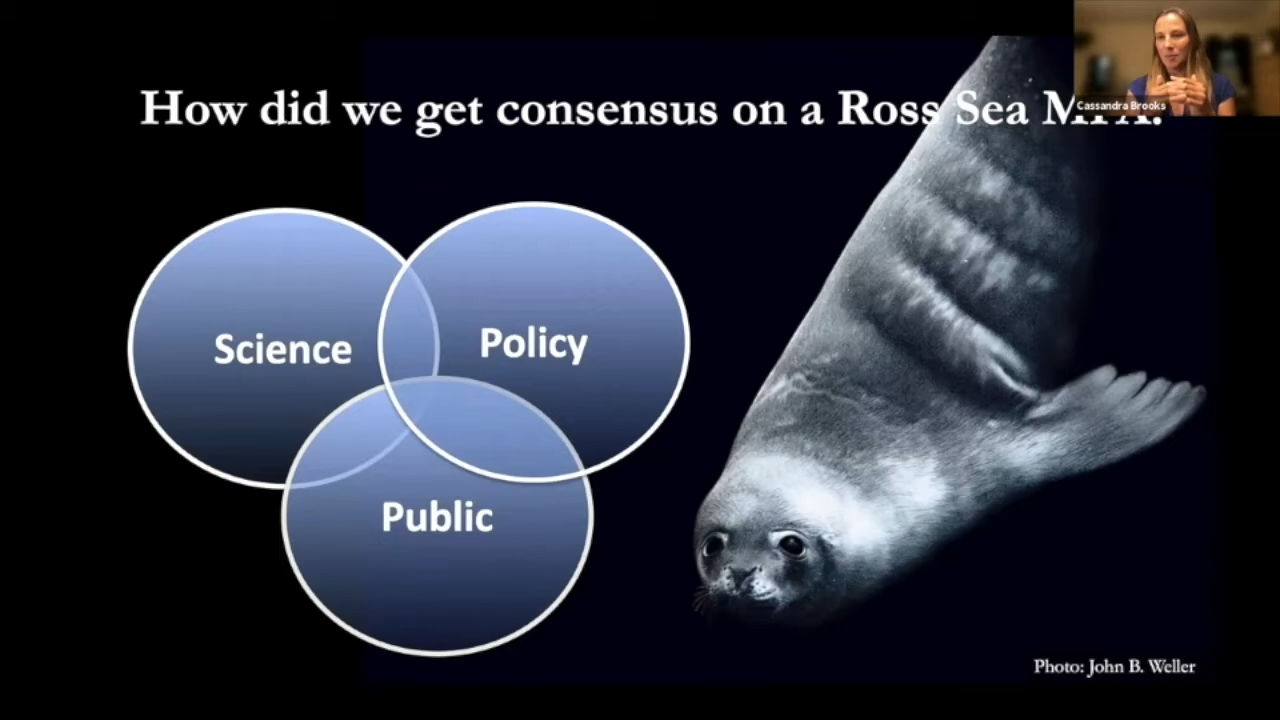 How did we get consensus on a Ross Sea
Cassandra Brooks
Science
Policy
Public
Photo: John B. Weller